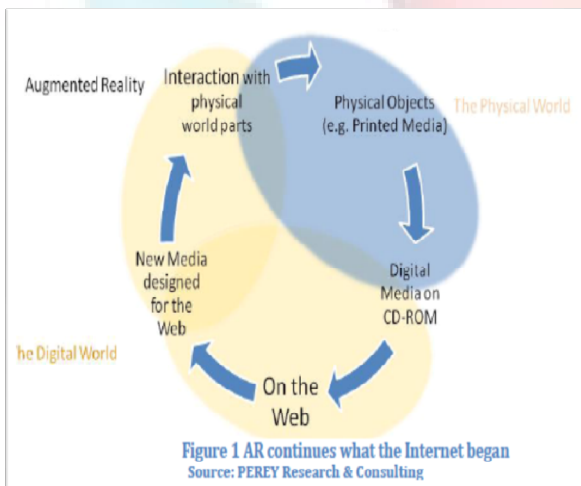 Augmented Reality
Interaction with
physical
world parts
Physical Objects
(e.g. Printed Media)
The Physical World
Digital
Media on
CD-ROM
On the
Web
New Media
designed
for the
Web
he Digital World
Figure 1 AR continues what the Internet began
Source: PEREY Research & Consulting